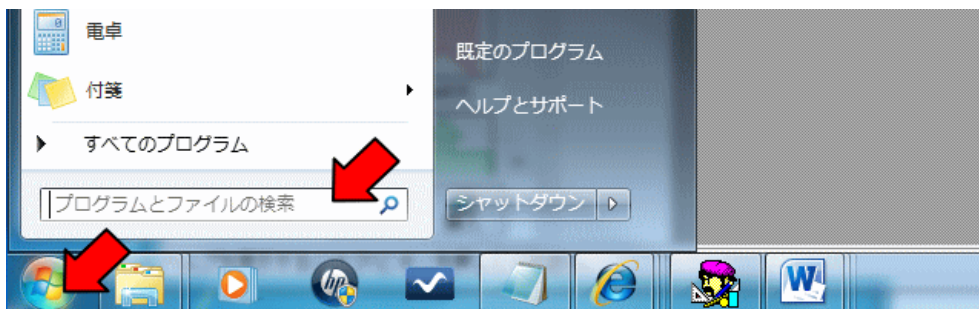 電卓
付箋
すべてのプログラム
プログラムとファイルの検索
既定のプログラム
ヘルプとサポート
シャットダウン
hp
W